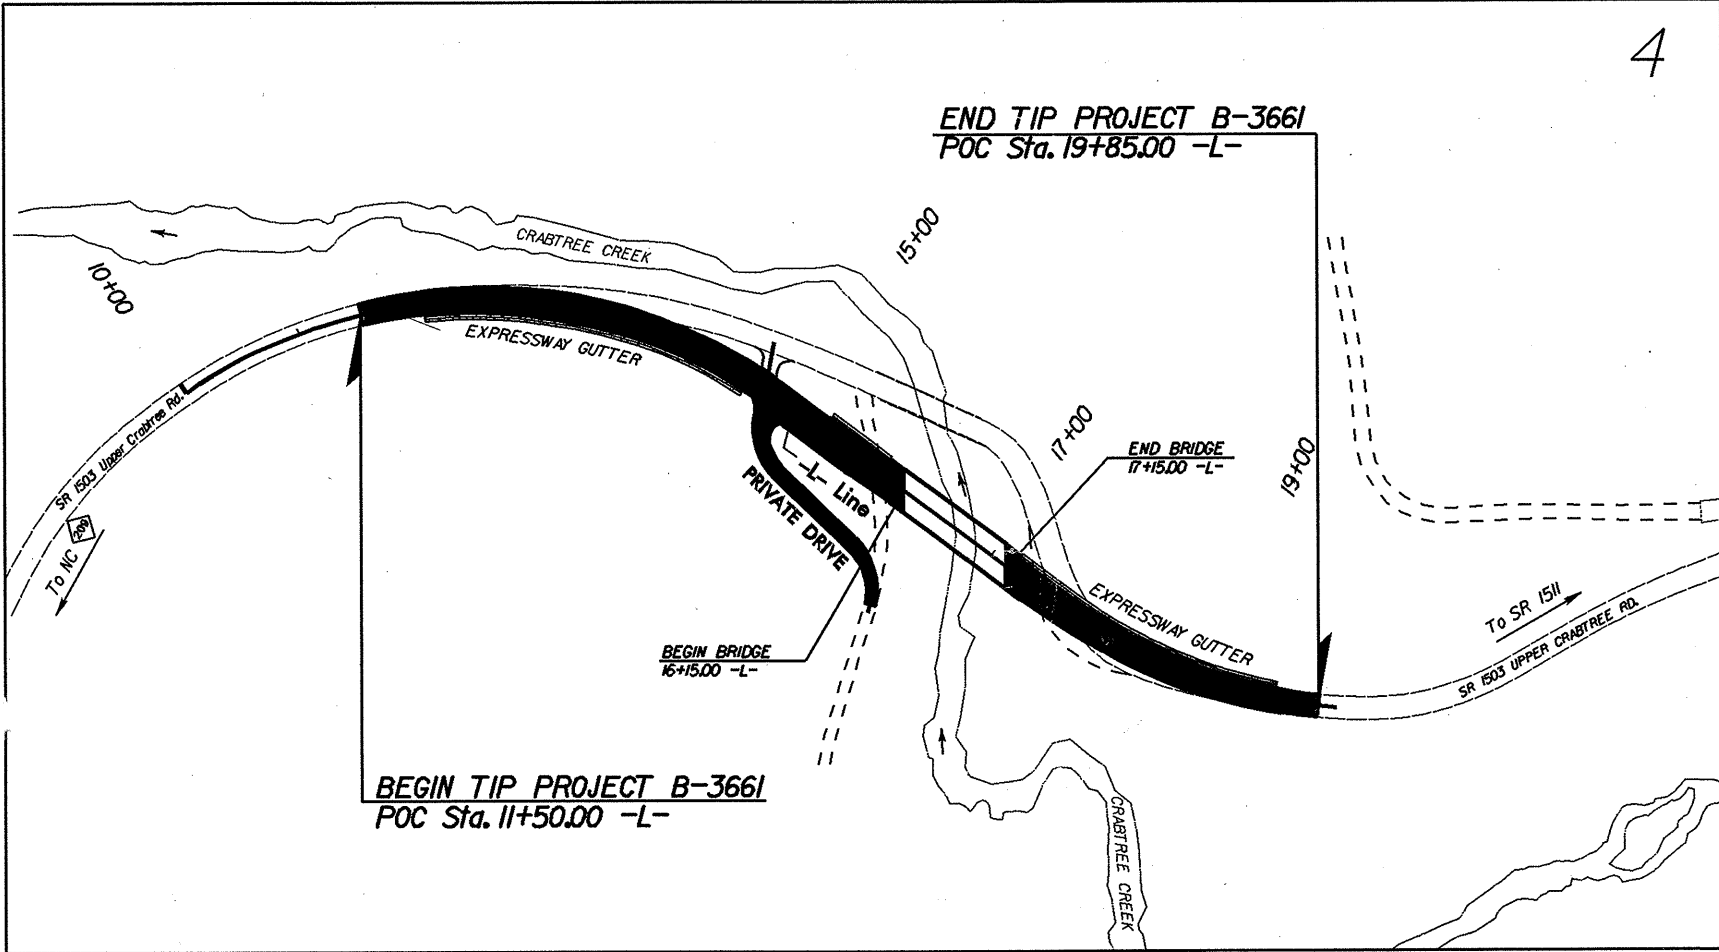 4
END TIP PROJECT B-3661
POC Sta. 19+85.00 -L-
CRABTREE CREEK
15+00
10+00
EXPRESSWAY GUTTER
SR 1503 Upper Crabtree Rd.
17+00
END BRIDGE
17+15.00 -L-
19+00
-L- Line
PRIVATE DRIVE
209
To NC
EXPRESSWAY GUTTER
To SR 1511
SR 1503 UPPER CRABTREE RD.
BEGIN BRIDGE
16+15.00 -L-
BEGIN TIP PROJECT B-3661
POC Sta. 11+50.00 -L-
CRABTREE CREEK